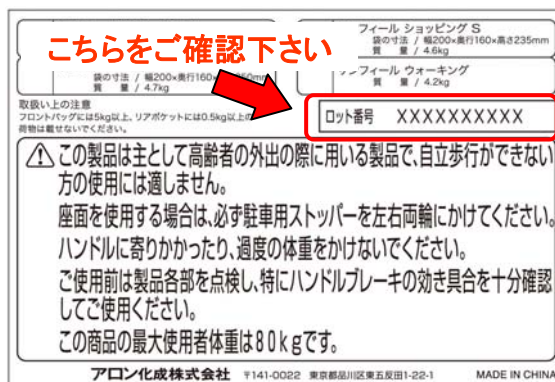 フィール ショッピング S
袋の寸法 / 幅200×奥行160×高さ235mm
質　量 / 4.6kg
こちらをご確認下さい
フィール ウォーキング
質　量 / 4.2kg
袋の寸法 / 幅200×奥行160×
質　量 / 4.7kg
取扱い上の注意
フロントバッグには5kg以上、リアポケットには0.5kg以上の
荷物は載せないでください。
ロット番号　XXXXXXXXXX
この製品は主として高齢者の外出の際に用いる製品で、自立歩行ができない
方の使用には適しません。
座面を使用する場合は、必ず駐車用ストッパーを左右両輪にかけてください。
ハンドルに寄りかかったり、過度の体重をかけないでください。
ご使用前は製品各部を点検し、特にハンドルブレーキの効き具合を十分確認
してご使用ください。
この商品の最大使用者体重は80kgです。
アロン化成株式会社　〒141-0022　東京都品川区東五反田1-22-1　MADE IN CHINA